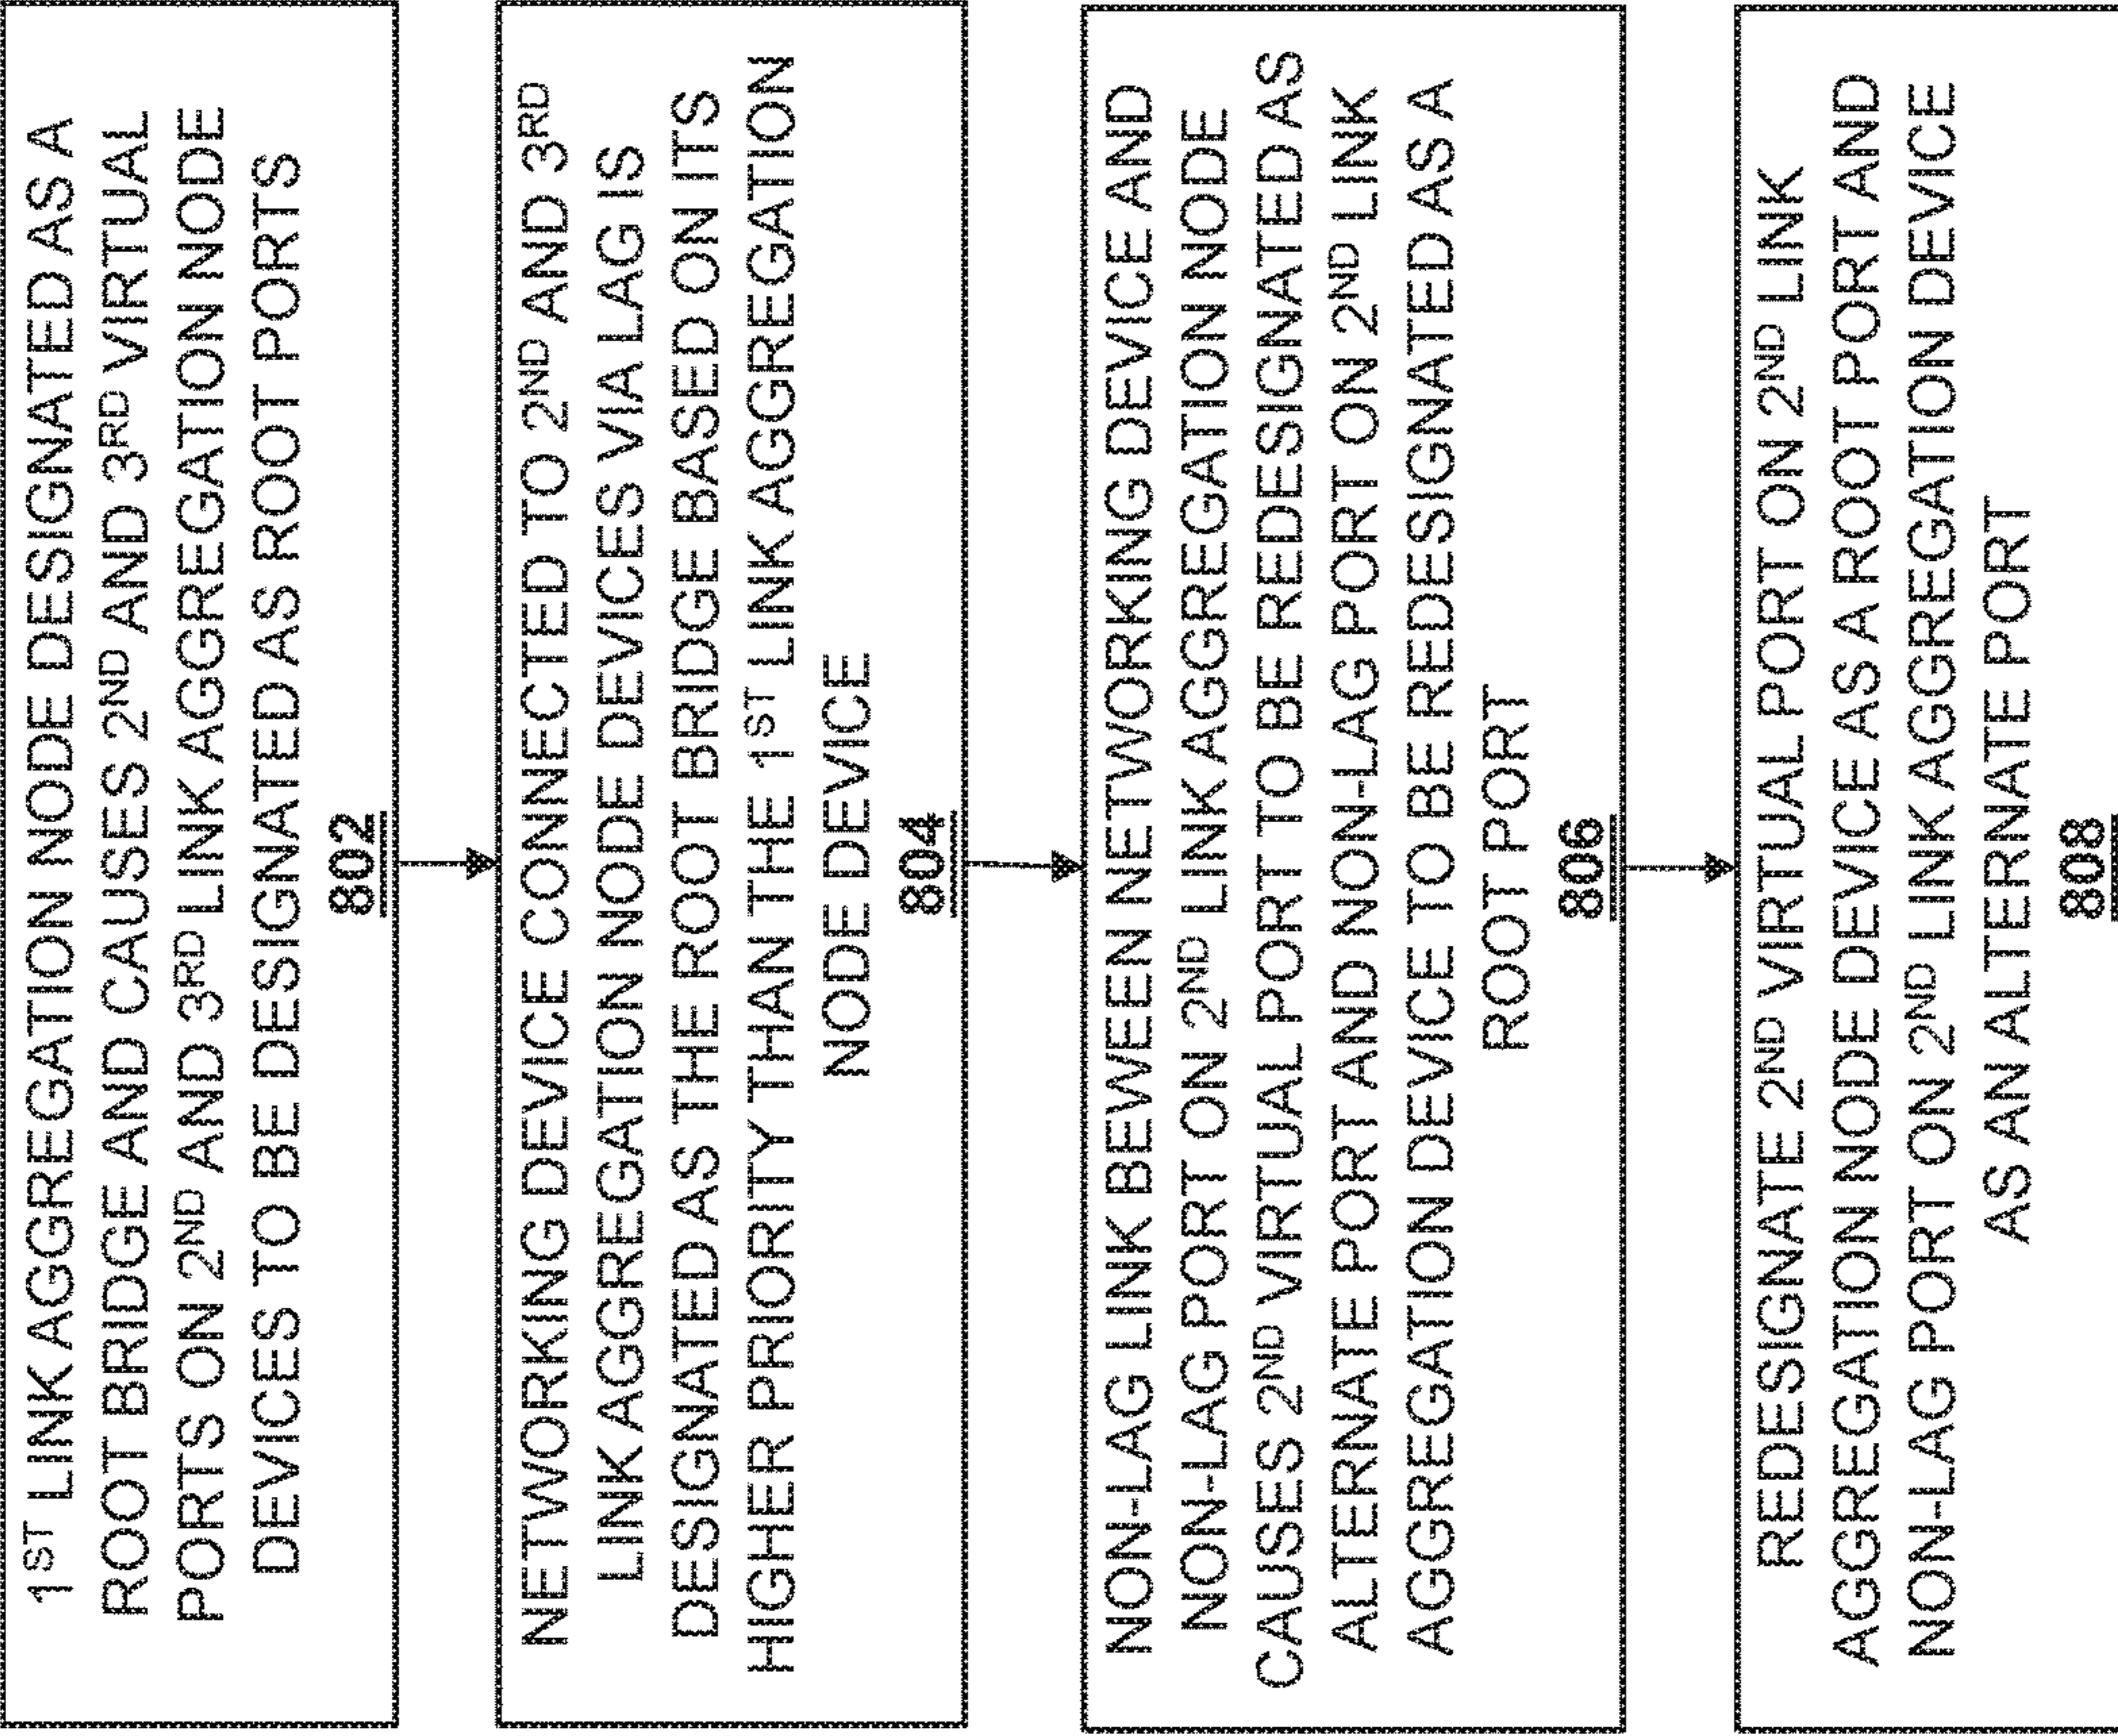 1ST LINK AGGREGATION NODE DESIGNATED AS A
ROOT BRIDGE AND CAUSES 2ND AND 3RD VIRTUAL
PORTS ON 2ND AND 3RD LINK AGGREGATION NODE
DEVICES TO BE DESIGNATED AS ROOT PORTS
802
NETWORKING DEVICE CONNECTED TO 2ND AND 3RD
LINK AGGREGATION NODE DEVICES VIA LAG IS
DESIGNATED AS THE ROOT BRIDGE BASED ON ITS
HIGHER PRIORITY THAN THE 1ST LINK AGGREGATION
NODE DEVICE
804
NON-LAG LINK BEWEEN NETWORKING DEVICE AND
NON-LAG PORT ON 2ND LINK AGGREGATION NODE
CAUSES 2ND VIRTUAL PORT TO BE REDESIGNATED AS
ALTERNATE PORT AND NON-LAG PORT ON 2ND LINK
AGGREGATION DEVICE TO BE REDESIGNATED AS A
ROOT PORT
806
REDESIGNATE 2ND VIRTUAL PORT ON 2ND LINK
AGGREGATION NODE DEVICE AS A ROOT PORT AND
NON-LAG PORT ON 2ND LINK AGGREGATION DEVICE
AS AN ALTERNATE PORT
808